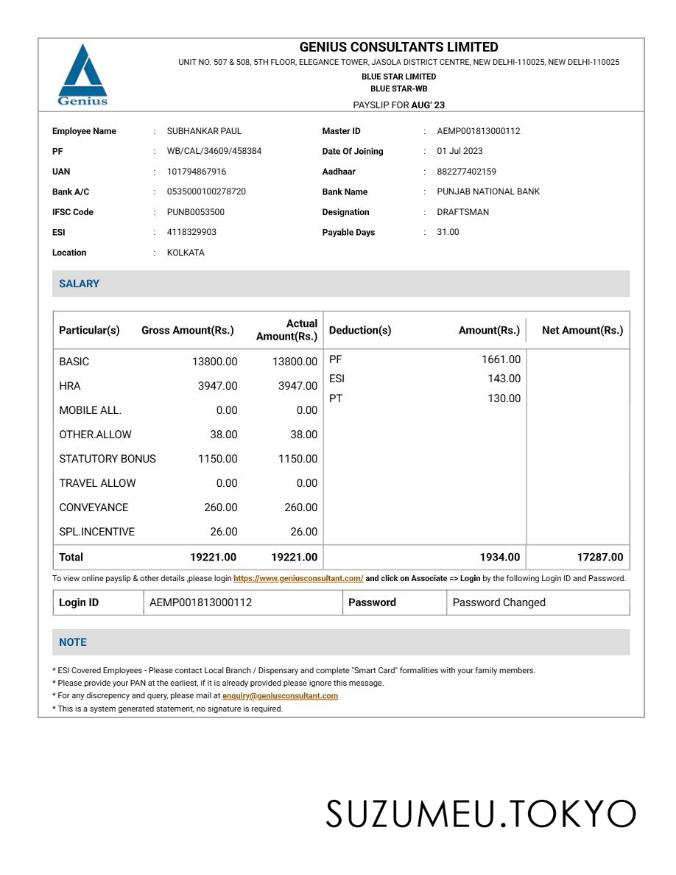 GENIUS CONSULTANTS LIMITED
UNIT NO. 507 & 508, 5TH FLOOR, ELEGANCE TOWER, JASOLA DISTRICT CENTRE, NEW DELHI-110025, NEW DELHI-110025
BLUE STAR LIMITED
BLUE STAR-WB
Genius
PAYSLIP FOR AUG' 23
Employee Name : SUBHANKAR PAUL Master ID : AEMP001813000112
PF : WB/CAL/34609/458384 Date Of Joining : 01 Jul 2023
UAN : 101794867916 Aadhaar : 882277402159
Bank A/C : 0535000100278720 Bank Name : PUNJAB NATIONAL BANK
IFSC Code : PUNB0053500 Designation : DRAFTSMAN
ESI : 4118329903 Payable Days : 31.00
Location : KOLKATA
SALARY
Particular(s) Gross Amount(Rs.) Actual Amount(Rs.) Deduction(s) Amount(Rs.) Net Amount(Rs.)
BASIC 13800.00 13800.00 PF 1661.00
HRA 3947.00 3947.00 ESI 143.00
MOBILE ALL. 0.00 0.00 PT 130.00
OTHER.ALLOW 38.00 38.00
STATUTORY BONUS 1150.00 1150.00
TRAVEL ALLOW 0.00 0.00
CONVEYANCE 260.00 260.00
SPL.INCENTIVE 26.00 26.00
Total 19221.00 19221.00 1934.00 17287.00
To view online payslip & other details ,please login https://www.geniusconsultant.com/ and click on Associate => Login by the following Login ID and Password.
Login ID AEMP001813000112 Password Password Changed
NOTE
* ESI Covered Employees - Please contact Local Branch / Dispensary and complete "Smart Card" formalities with your family members.
* Please provide your PAN at the earliest, if it is already provided please ignore this message.
* For any discrepency and query, please mail at enquiry@geniusconsultant.com
* This is a system generated statement, no signature is required.
SUZUMEU.TOKYO